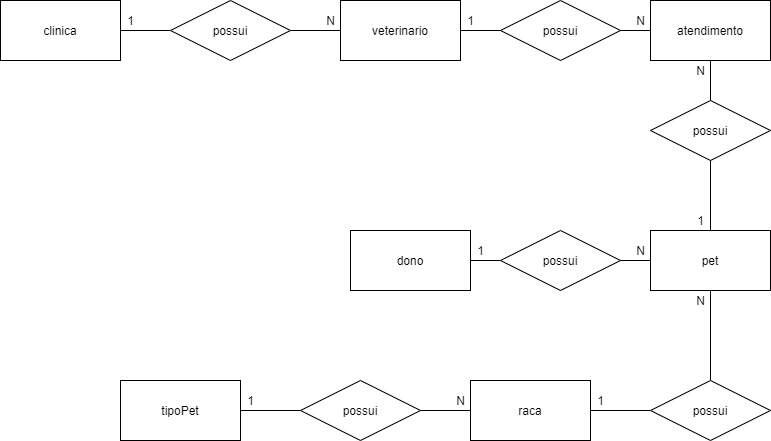 clinica 1 possui N veterinario 1 possui N atendimento
N
possui
1
dono 1 possui N pet
N
tipoPet 1 possui N raca 1 possui